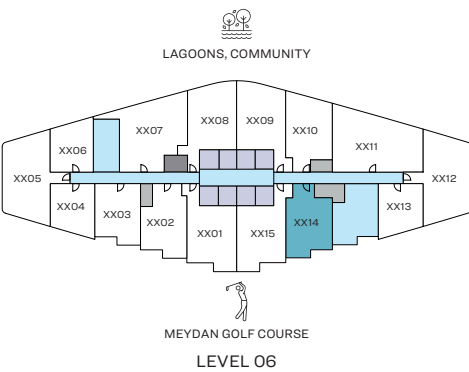 LAGOONS, COMMUNITY
XX08 XX09
XX07 XX10
XX06 XX11
XX05 XX12
XX04 XX03 XX02 XX14 XX13
XX01 XX15
MEYDAN GOLF COURSE
LEVEL 06